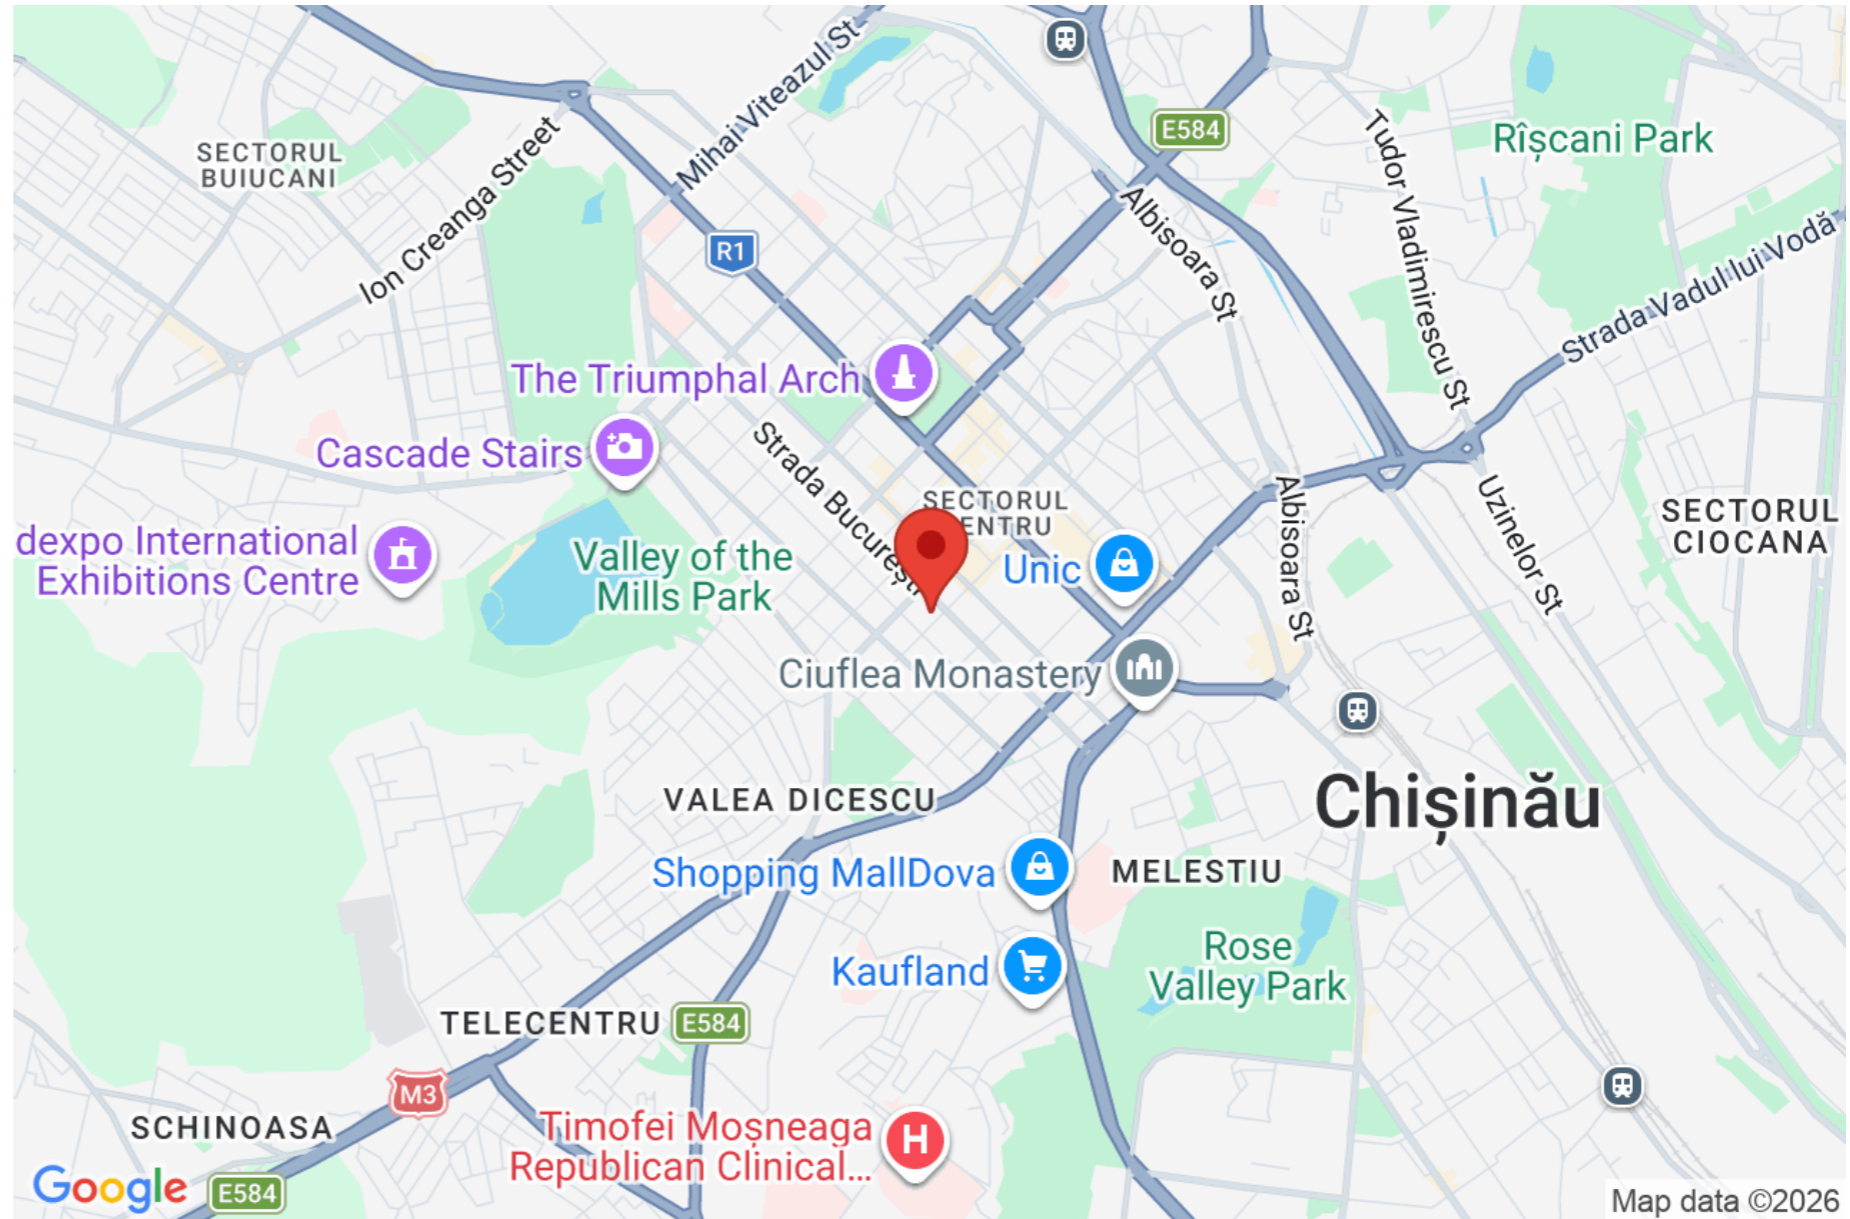 Mihai Viteazul St
E584
Rîșcani Park
SECTORUL
BUIUCANI
Ion Creanga Street
Tudor Vladimirescu St
Albisoara St
R1
Strada Vadul lui Vodă
The Triumphal Arch
Cascade Stairs
Strada București
SECTORUL
ENTRU
Albisoara St
Uzinelor St
SECTORUL
CIOCANA
dexpo International
Exhibitions Centre
Valley of the
Mills Park
Unic
Ciuflea Monastery
Chișinău
VALEA DICESCU
Shopping MallDova
MELESTIU
Kaufland
Rose
Valley Park
TELECENTRU
E584
M3
SCHINOASA
Timofei Moșneaga
Republican Clinical...
H
Google
E584
Map data ©2026